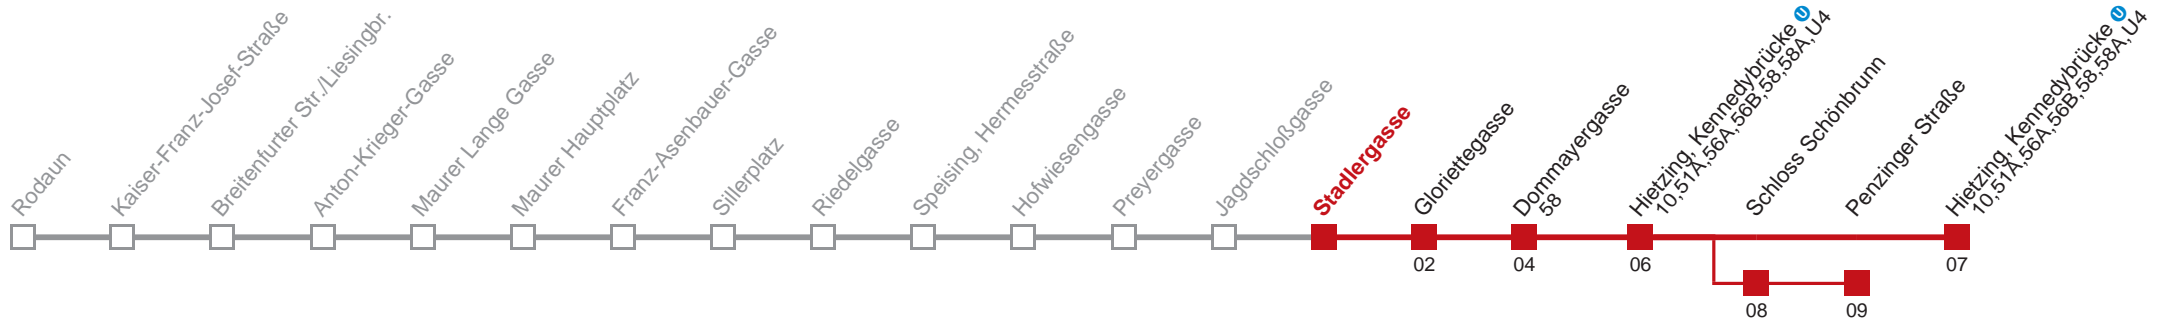 Rodaun
Kaiser-Franz-Josef-Straße
Breitenfurter Str./Liesingbr.
Anton-Krieger-Gasse
Maurer Lange Gasse
Maurer Hauptplatz
Franz-Asenbauer-Gasse
Sillerplatz
Riedelgasse
Speising, Hermesstraße
Hofwiesengasse
Preyergasse
Jagdschloßgasse
Stadlergasse
Gloriettegasse
Dommayergasse
58
Hietzing, Kennedybrücke U
10,51A,56A,56B,58,58A,U4
Schloss Schönbrunn
Penzinger Straße
Hietzing, Kennedybrücke U
10,51A,56A,56B,58,58A,U4
02
04
06
07
08
09